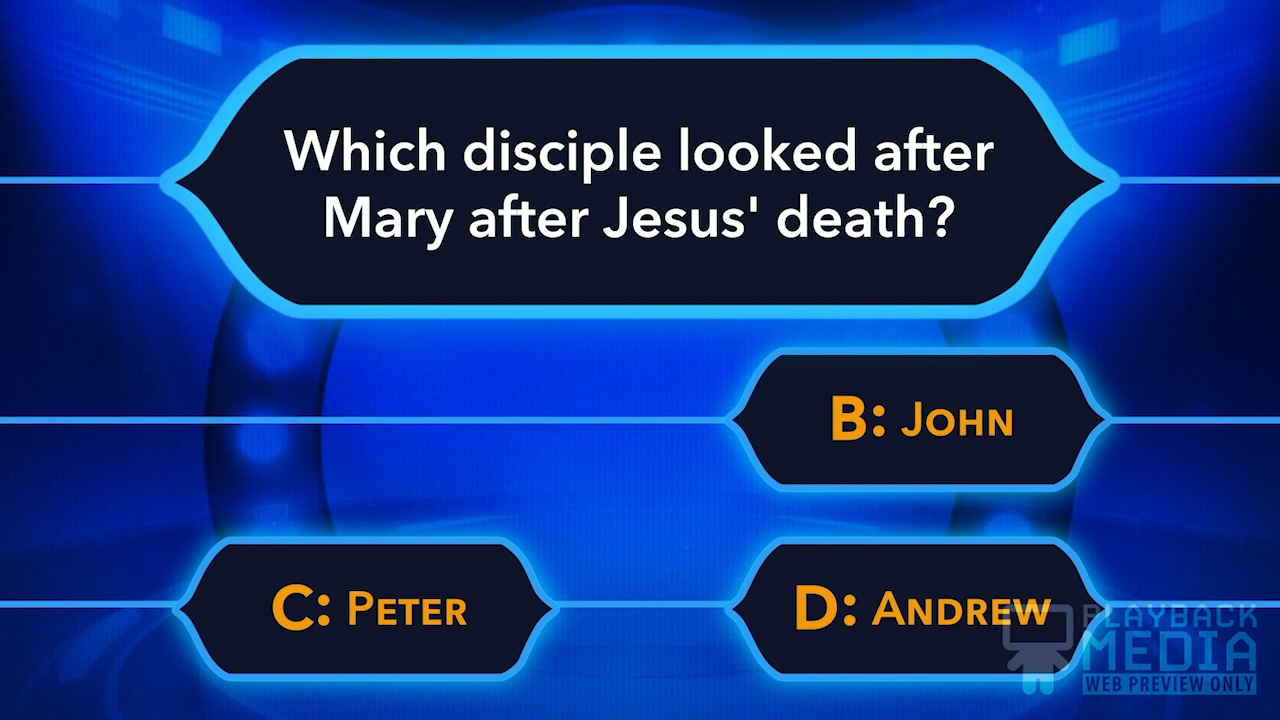 Which disciple looked after
Mary after Jesus' death?
B: JOHN
C: PETER
D: ANDREW
PLAYBACK
MEDIA
WEB PREVIEW ONLY